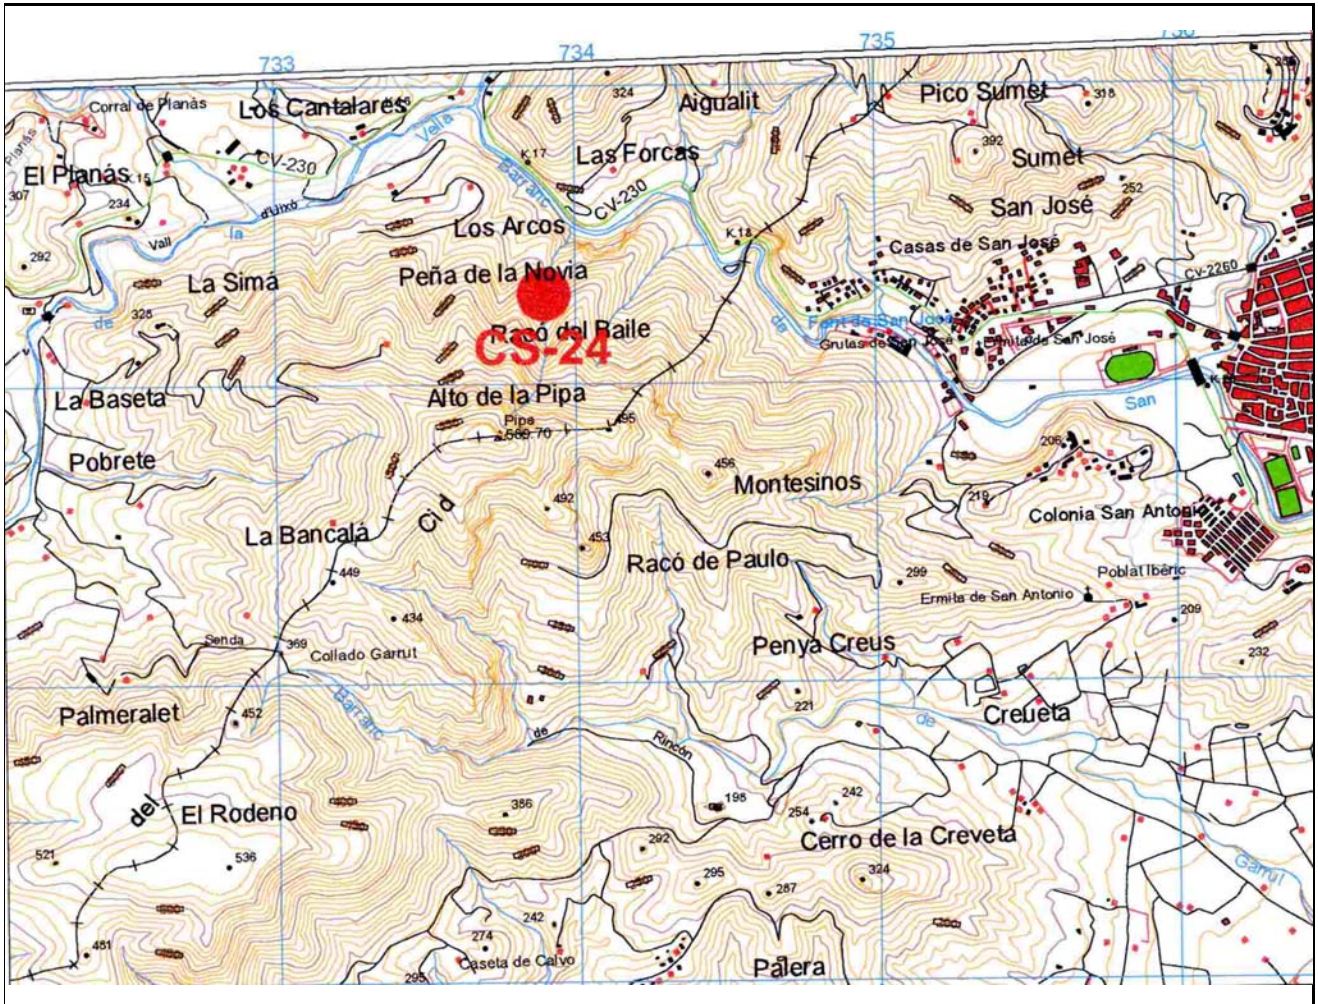 733
734
735
Corral de Planás
Los Cantalares
324
Aigualit
Pico Sumet
318
Vella
Planás
CV-230
K.17
Las Forcas
392
Sumet
El Planás
K.15
Barranc
CV-230
252
307
234
d'Uixó
San José
Vall
la
Los Arcos
K.18
Casas de San José
292
La Simá
Peña de la Novia
CV-2260
328
de
de
Racó del Baile
Font de San José
CS-24
Grutas de San José
Ermita de San José
La Baseta
Alto de la Pipa
San
Pipa
589.70
495
206
Pobrete
456
Montesinos
492
219
Cid
La Bancalá
Colonia San Antonio
453
Racó de Paulo
Poblat Ibéric
449
299
Ermita de San Antonio
434
209
Senda
369
Collado Garrut
Penya Creus
232
Barranc
221
Palmeralet
452
de
Creueta
de
Rincón
del
El Rodeno
386
198
242
254
Cerro de la Creveta
292
521
536
295
287
324
Garrut
242
481
274
Caseta de Calvo
295
Palera